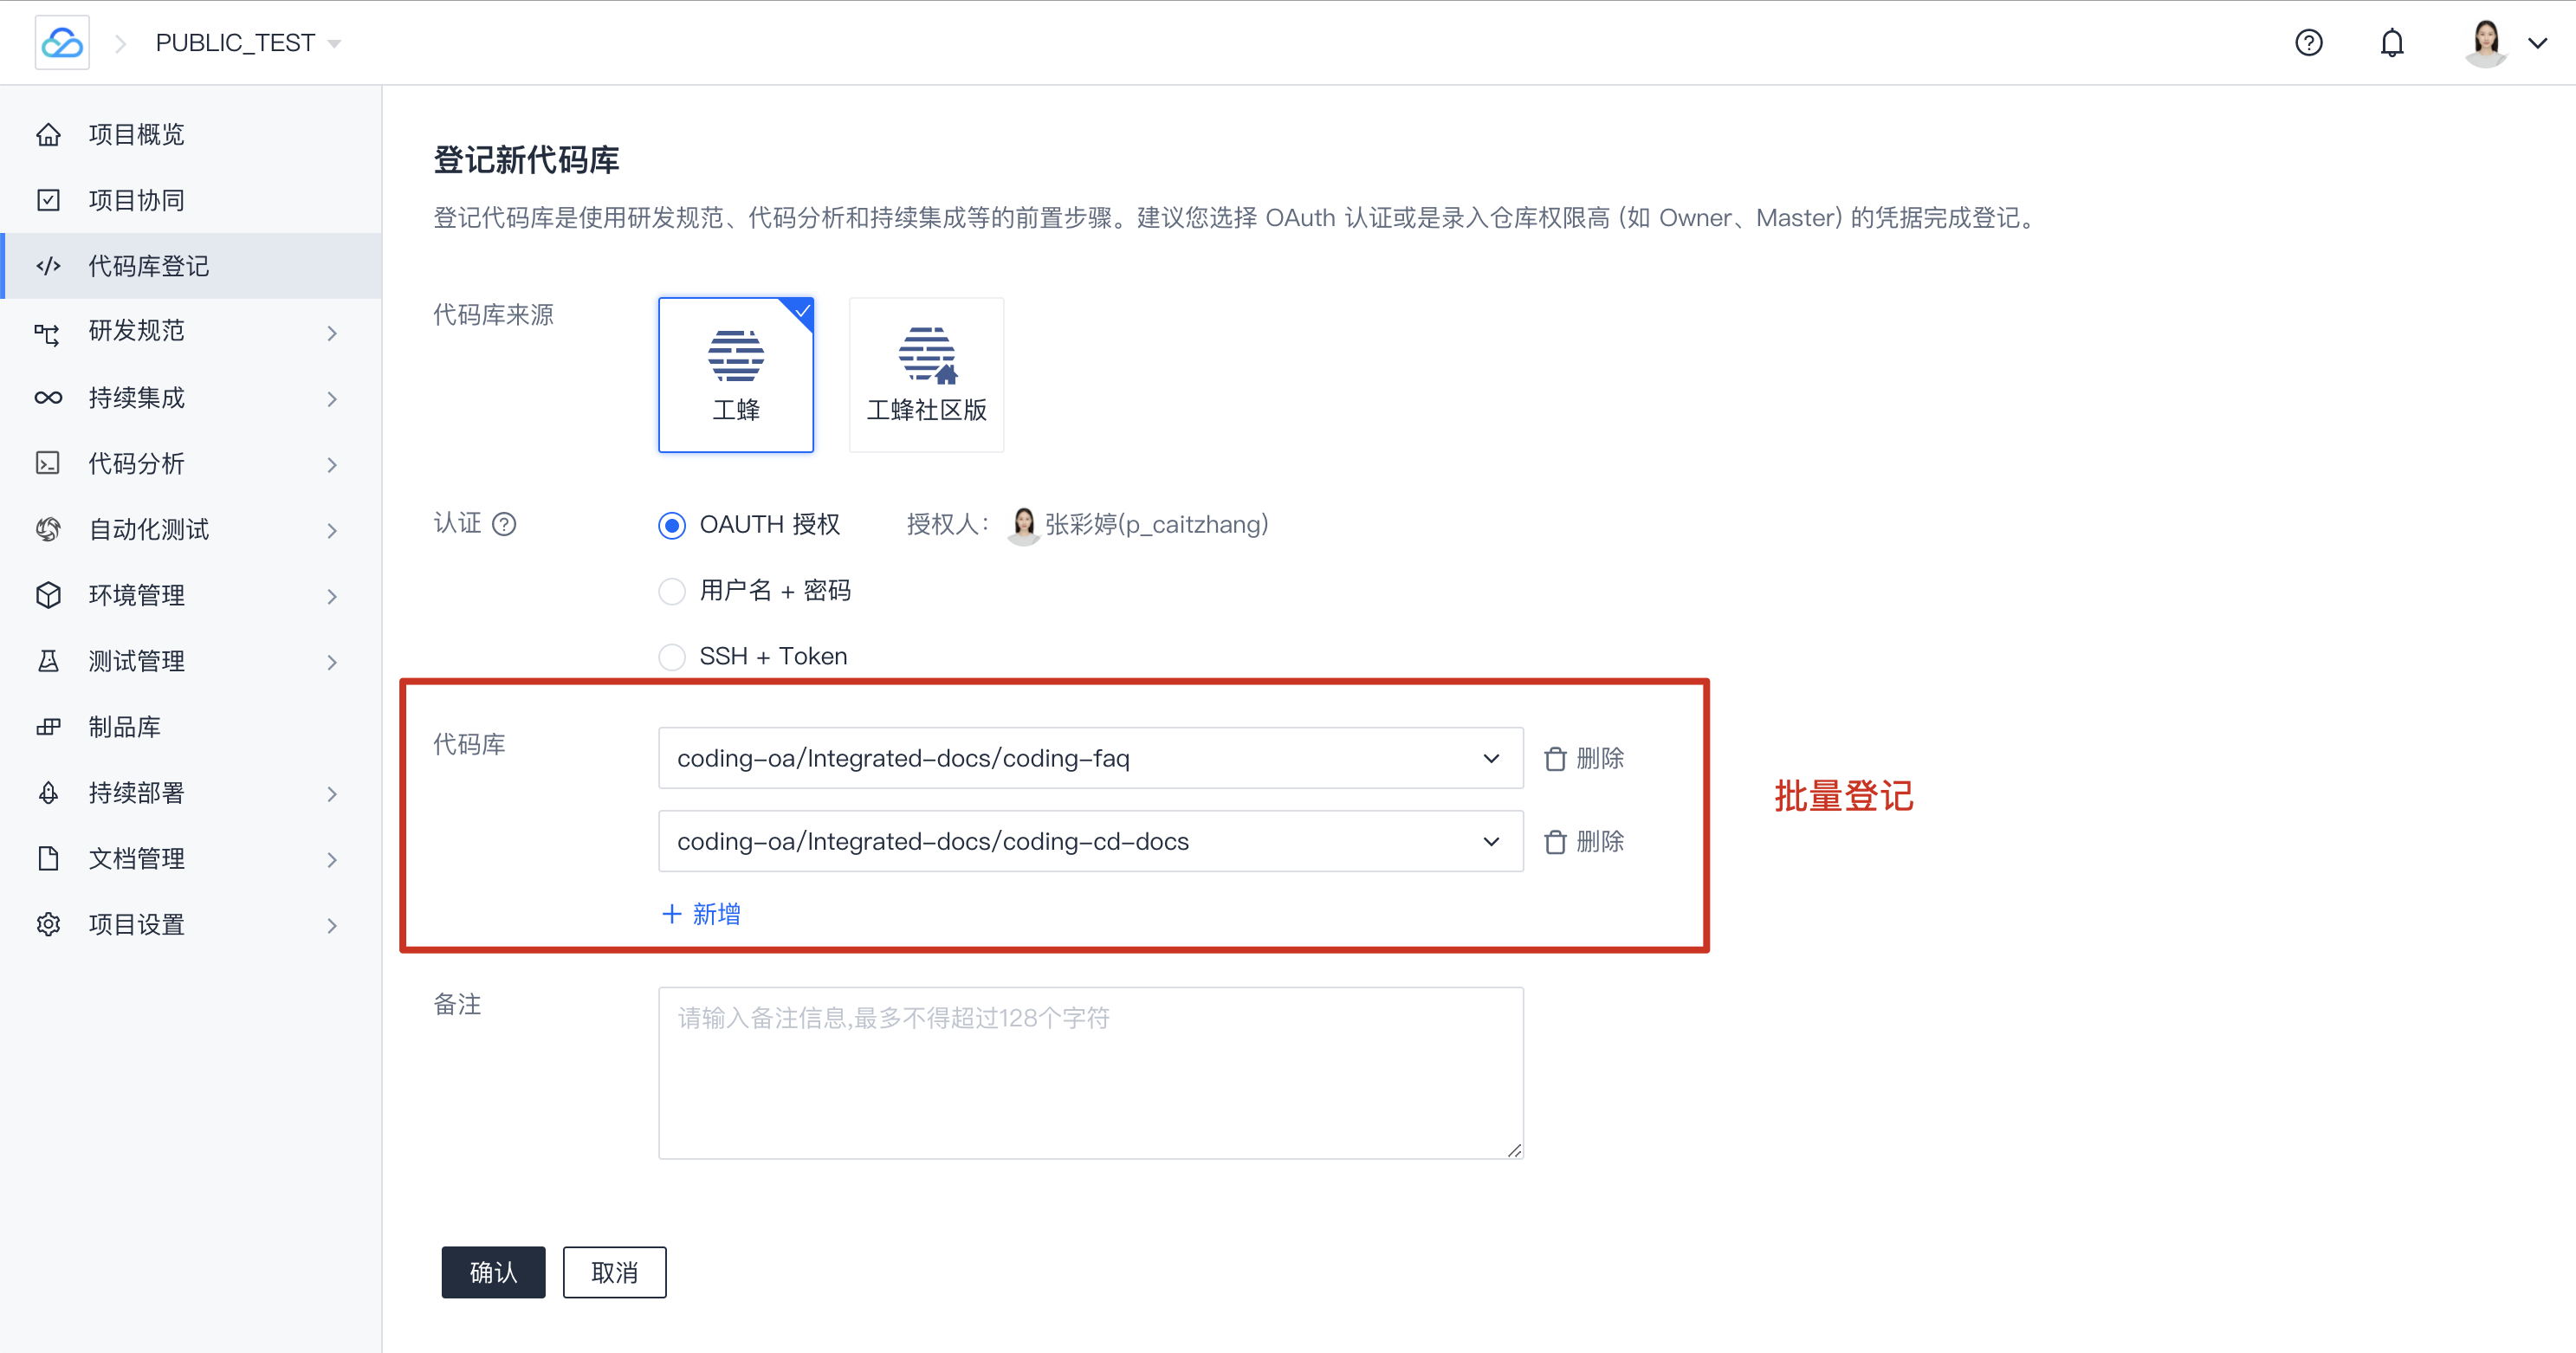 PUBLIC_TEST
项目概览
项目协同
代码库登记
研发规范
持续集成
代码分析
自动化测试
环境管理
测试管理
制品库
持续部署
文档管理
项目设置
登记新代码库
登记代码库是使用研发规范、代码分析和持续集成等的前置步骤。建议您选择 OAuth 认证或是录入仓库权限高 (如 Owner、Master) 的凭据完成登记。
代码库来源
工蜂
工蜂社区版
认证
OAUTH 授权 授权人： 张彩婷(p_caitzhang)
用户名 + 密码
SSH + Token
代码库
coding-oa/Integrated-docs/coding-faq 删除
coding-oa/Integrated-docs/coding-cd-docs 删除
+ 新增
批量登记
备注
请输入备注信息,最多不得超过128个字符
确认
取消